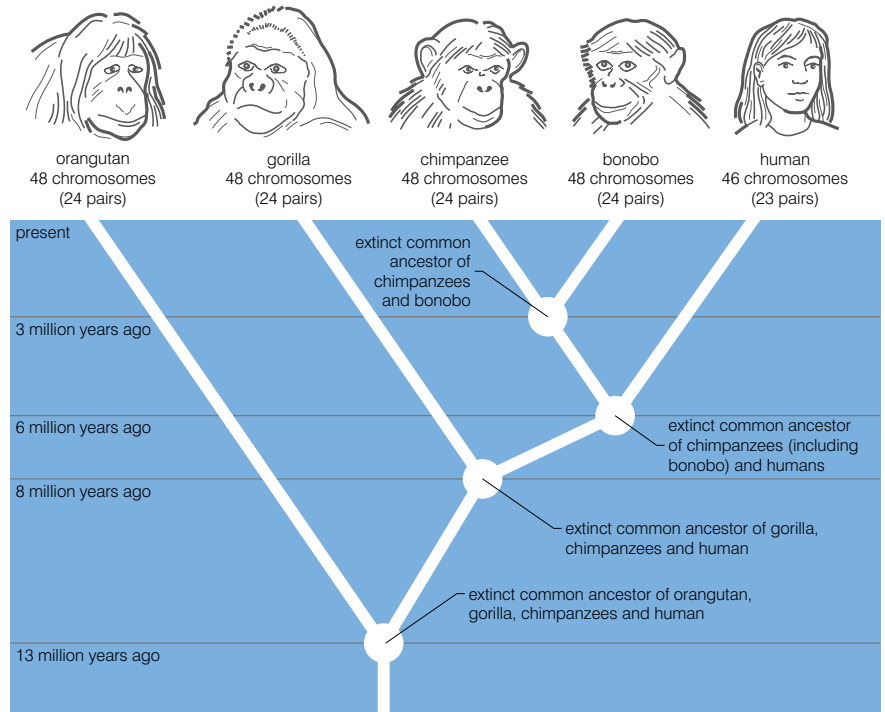 orangutan
48 chromosomes
(24 pairs)
gorilla
48 chromosomes
(24 pairs)
chimpanzee
48 chromosomes
(24 pairs)
bonobo
48 chromosomes
(24 pairs)
human
46 chromosomes
(23 pairs)
present
extinct common
ancestor of
chimpanzees
and bonobo
3 million years ago
6 million years ago
extinct common ancestor
of chimpanzees (including
bonobo) and humans
8 million years ago
extinct common ancestor of gorilla,
chimpanzees and human
extinct common ancestor of orangutan,
gorilla, chimpanzees and human
13 million years ago